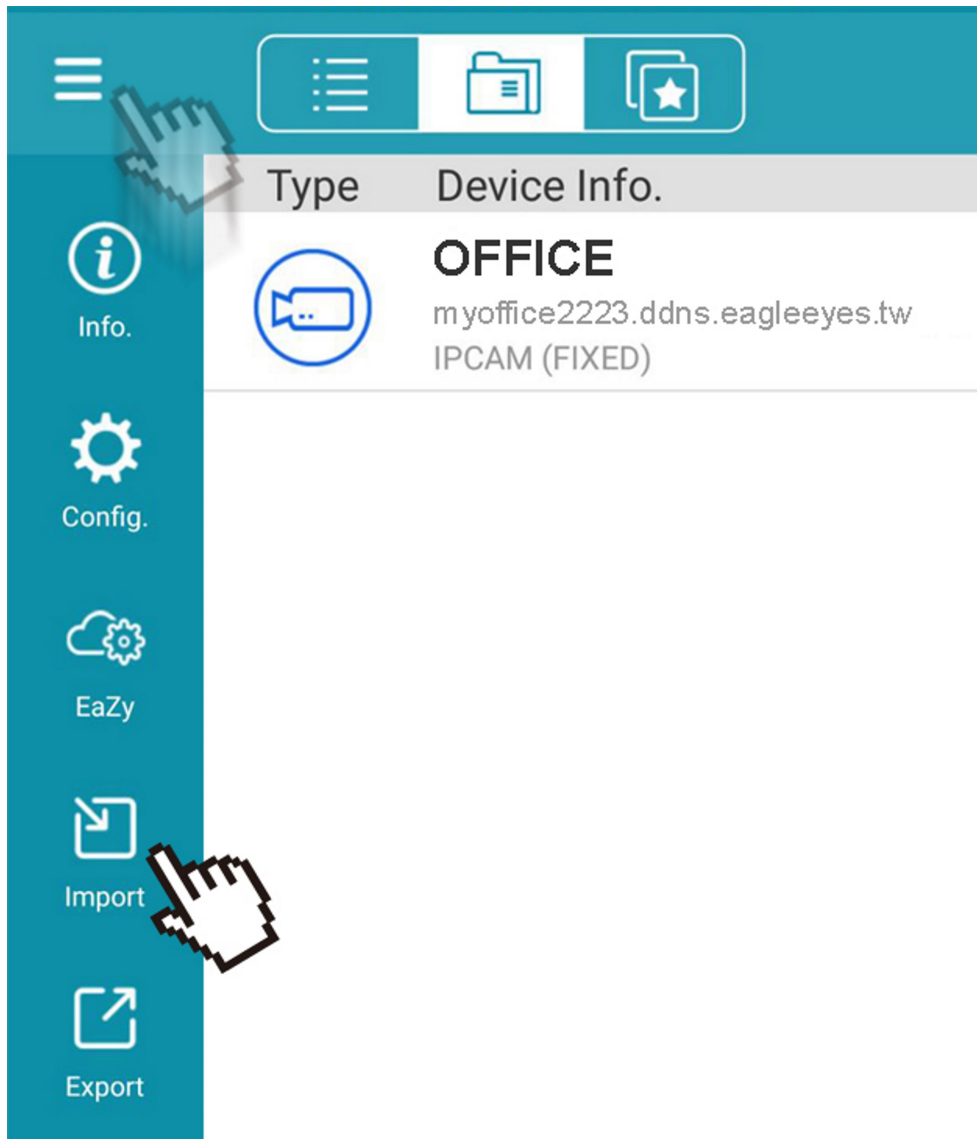 Type Device Info.
OFFICE
myoffice2223.ddns.eagleeyes.tw
IPCAM (FIXED)
Info.
Config.
EaZy
Import
Export